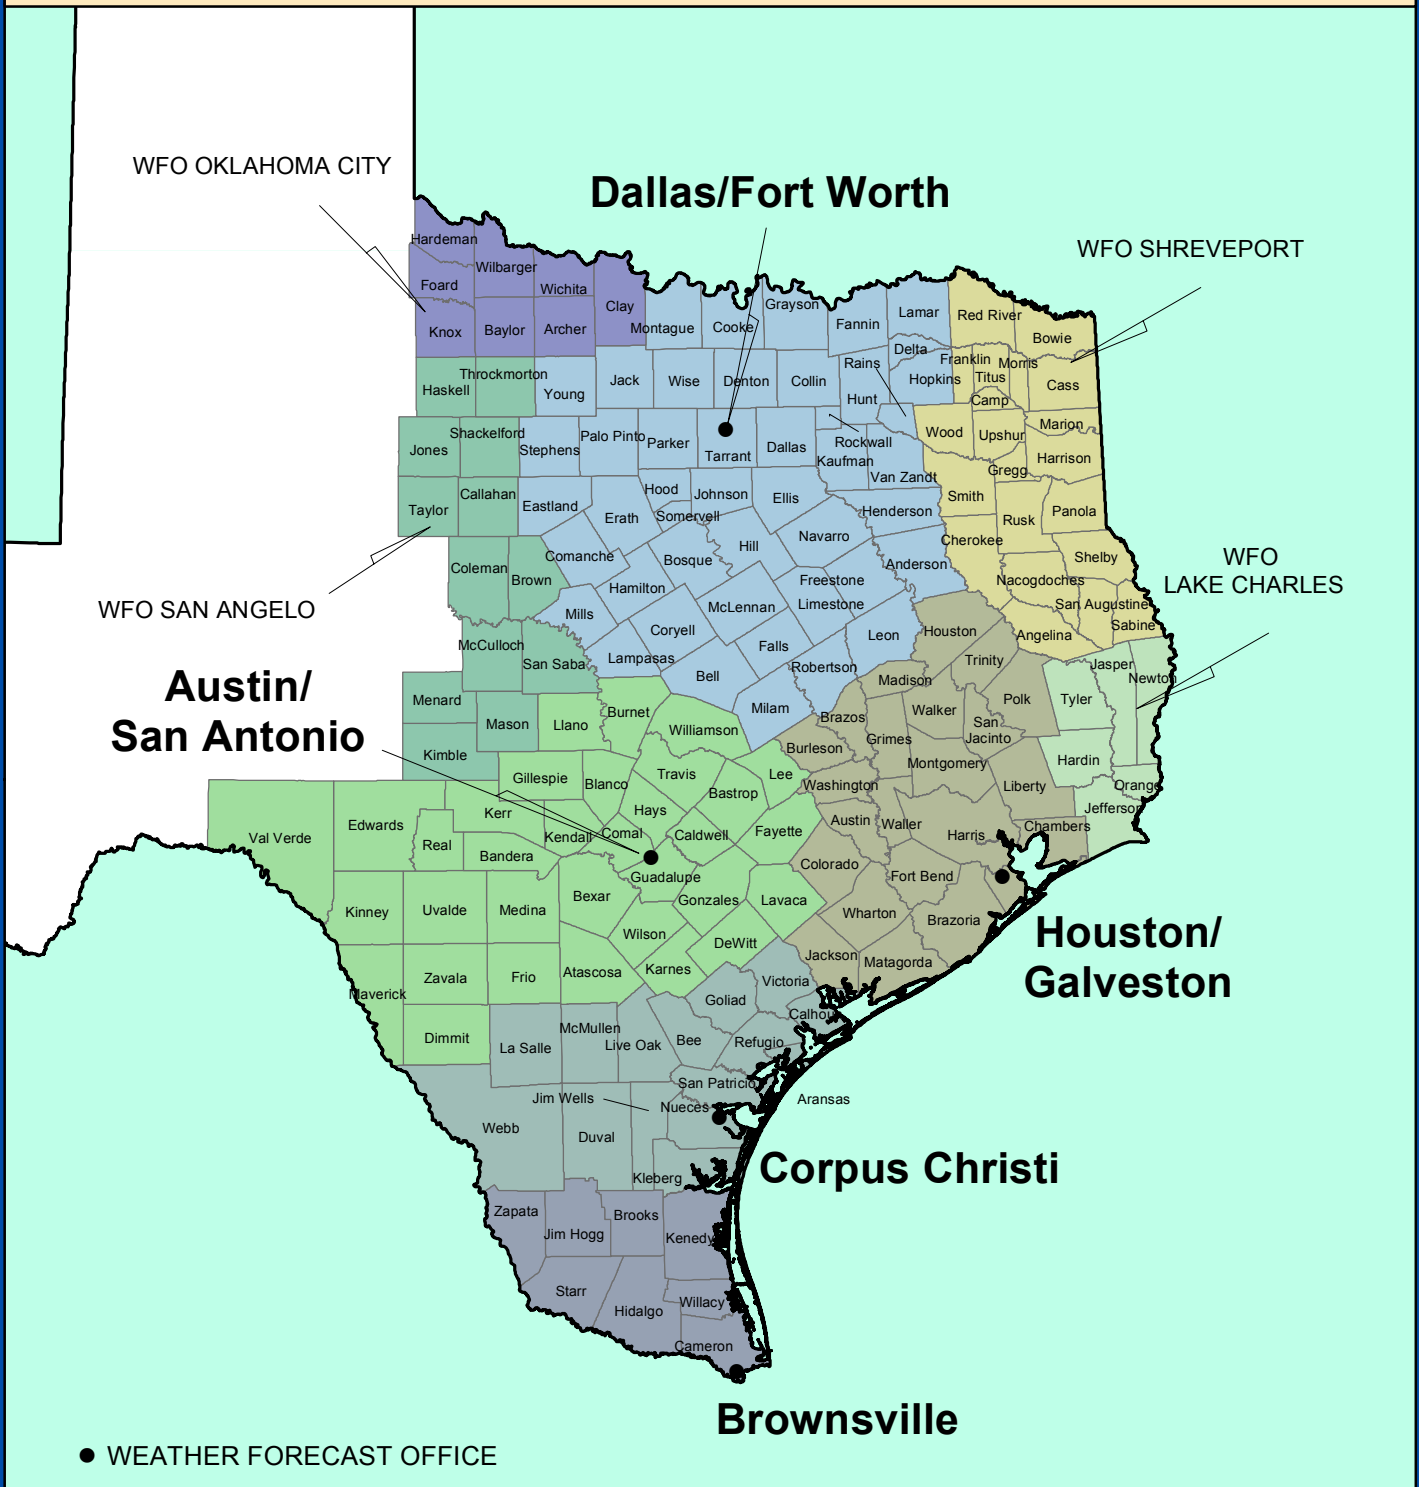 WFO OKLAHOMA CITY
Dallas/Fort Worth
WFO SHREVEPORT
Hardeman
Wilbarger
Foard
Wichita
Clay
Grayson
Lamar
Red River
Knox
Baylor
Archer
Montague
Cooke
Fannin
Bowie
Delta
Franklin
Morris
Rains
Throckmorton
Haskell
Young
Jack
Wise
Denton
Collin
Hopkins
Titus
Cass
Hunt
Camp
Marion
Jones
Shackelford
Stephens
Palo Pinto
Parker
Tarrant
Dallas
Rockwall
Kaufman
Wood
Upshur
Harrison
Gregg
Van Zandt
Taylor
Callahan
Eastland
Hood
Johnson
Ellis
Smith
Henderson
Panola
Erath
Somervell
Rusk
Hill
Navarro
Cherokee
Shelby
WFO
LAKE CHARLES
Coleman
Brown
Comanche
Bosque
Anderson
Hamilton
Freestone
Nacogdoches
WFO SAN ANGELO
Mills
McLennan
Limestone
San Augustine
Sabine
Coryell
Leon
Houston
Angelina
McCulloch
San Saba
Lampasas
Falls
Robertson
Trinity
Jasper
Newton
Bell
Madison
Austin/
San Antonio
Menard
Mason
Llano
Burnet
Milam
Brazos
Walker
Polk
Tyler
San
Jacinto
Williamson
Kimble
Burleson
Grimes
Montgomery
Hardin
Gillespie
Blanco
Travis
Lee
Washington
Liberty
Orange
Bastrop
Jefferson
Kerr
Hays
Val Verde
Edwards
Real
Kendall
Comal
Caldwell
Fayette
Austin
Waller
Harris
Chambers
Bandera
Colorado
Guadalupe
Fort Bend
Bexar
Gonzales
Lavaca
Kinney
Uvalde
Medina
Wharton
Brazoria
Houston/
Galveston
Wilson
DeWitt
Jackson
Matagorda
Zavala
Frio
Atascosa
Karnes
Victoria
Maverick
Goliad
Calhou
Dimmit
La Salle
McMullen
Live Oak
Bee
Refugio
San Patricio
Jim Wells
Nueces
Aransas
Webb
Duval
Corpus Christi
Kleberg
Zapata
Jim Hogg
Brooks
Kenedy
Starr
Hidalgo
Willacy
Cameron
Brownsville
WEATHER FORECAST OFFICE